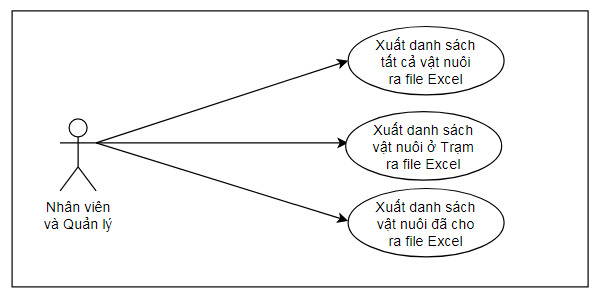 Xuất danh sách
tất cả vật nuôi
ra file Excel
Xuất danh sách
vật nuôi ở Trạm
ra file Excel
Nhân viên
và Quản lý
Xuất danh sách
vật nuôi đã cho
ra file Excel